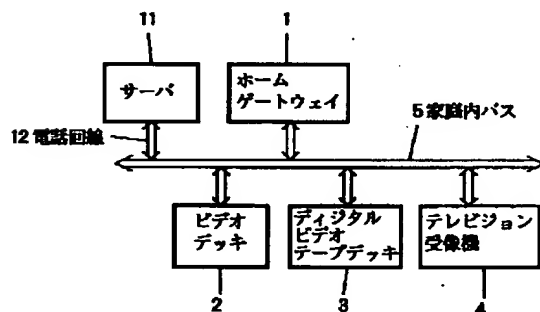 11
1
サーバ
ホーム
ゲートウェイ
12電話回線
5家庭内バス
ビデオ
デッキ
ディジタル
ビデオ
テープデッキ
テレビジョン
受像機
2
3
4